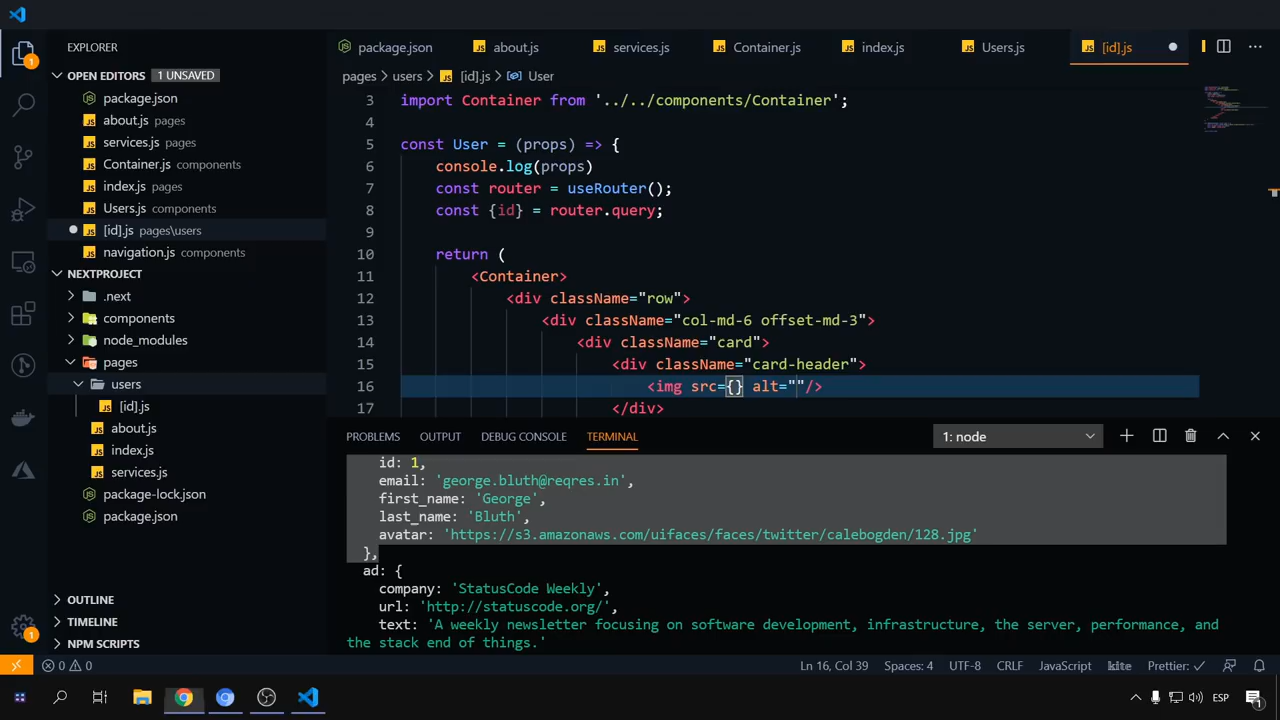 EXPLORER
package.json
about.js
services.js
Container.js
index.js
Users.js
[id].js
OPEN EDITORS 1 UNSAVED
package.json
about.js pages
services.js pages
Container.js components
index.js pages
Users.js components
[id].js pages\users
navigation.js components
NEXTPROJECT
.next
components
node_modules
pages
users
[id].js
about.js
index.js
services.js
package-lock.json
package.json
OUTLINE
TIMELINE
NPM SCRIPTS
1
1
pages > users > [id].js > User
3 import Container from '../../components/Container';
4
5 const User = (props) => {
6 console.log(props)
7 const router = useRouter();
8 const {id} = router.query;
9
10 return (
11 <Container>
12 <div className="row">
13 <div className="col-md-6 offset-md-3">
14 <div className="card">
15 <div className="card-header">
16 <img src={} alt=""/>
17 </div>
PROBLEMS OUTPUT DEBUG CONSOLE TERMINAL 1: node
id: 1,
email: 'george.bluth@reqres.in',
first_name: 'George',
last_name: 'Bluth',
avatar: 'https://s3.amazonaws.com/uifaces/faces/twitter/calebogden/128.jpg'
},
ad: {
company: 'StatusCode Weekly',
url: 'http://statuscode.org/',
text: 'A weekly newsletter focusing on software development, infrastructure, the server, performance, and
the stack end of things.'
0 0 Ln 16, Col 39 Spaces: 4 UTF-8 CRLF JavaScript kite Prettier: ✓
ESP 1